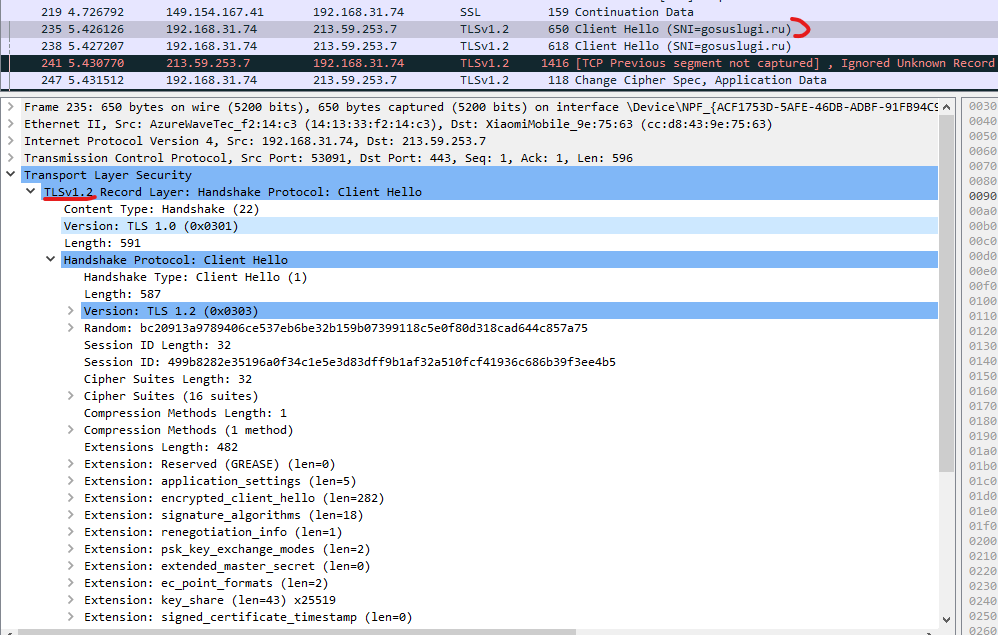 219 4.726792 149.154.167.41 192.168.31.74 SSL 159 Continuation Data
235 5.426126 192.168.31.74 213.59.253.7 TLSv1.2 650 Client Hello (SNI=gosuslugi.ru)
238 5.427207 192.168.31.74 213.59.253.7 TLSv1.2 618 Client Hello (SNI=gosuslugi.ru)
241 5.430770 213.59.253.7 192.168.31.74 TLSv1.2 1416 [TCP Previous segment not captured] , Ignored Unknown Record
247 5.431512 192.168.31.74 213.59.253.7 TLSv1.2 118 Change Cipher Spec, Application Data
Frame 235: 650 bytes on wire (5200 bits), 650 bytes captured (5200 bits) on interface \Device\NPF_{ACF1753D-5AFE-46DB-ADBF-91FB94C9
Ethernet II, Src: AzureWaveTec_f2:14:c3 (14:13:33:f2:14:c3), Dst: XiaomiMobile_9e:75:63 (cc:d8:43:9e:75:63)
Internet Protocol Version 4, Src: 192.168.31.74, Dst: 213.59.253.7
Transmission Control Protocol, Src Port: 53091, Dst Port: 443, Seq: 1, Ack: 1, Len: 596
Transport Layer Security
TLSv1.2 Record Layer: Handshake Protocol: Client Hello
Content Type: Handshake (22)
Version: TLS 1.0 (0x0301)
Length: 591
Handshake Protocol: Client Hello
Handshake Type: Client Hello (1)
Length: 587
Version: TLS 1.2 (0x0303)
Random: bc20913a9789406ce537eb6be32b159b07399118c5e0f80d318cad644c857a75
Session ID Length: 32
Session ID: 499b8282e35196a0f34c1e5e3d83dff9b1af32a510fcf41936c686b39f3ee4b5
Cipher Suites Length: 32
Cipher Suites (16 suites)
Compression Methods Length: 1
Compression Methods (1 method)
Extensions Length: 482
Extension: Reserved (GREASE) (len=0)
Extension: application_settings (len=5)
Extension: encrypted_client_hello (len=282)
Extension: signature_algorithms (len=18)
Extension: renegotiation_info (len=1)
Extension: psk_key_exchange_modes (len=2)
Extension: extended_master_secret (len=0)
Extension: ec_point_formats (len=2)
Extension: key_share (len=43) x25519
Extension: signed_certificate_timestamp (len=0)
0030
0040
0050
0060
0070
0080
0090
00a0
00b0
00c0
00d0
00e0
00f0
0100
0110
0120
0130
0140
0150
0160
0170
0180
0190
01a0
01b0
01c0
01d0
01e0
01f0
0200
0210
0220
0230
0240
0250
0260